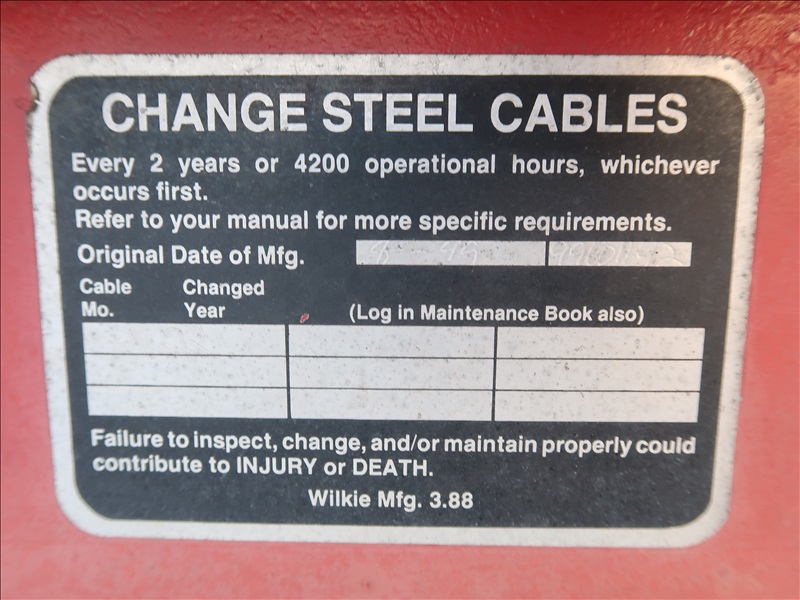 CHANGE STEEL CABLES
Every 2 years or 4200 operational hours, whichever
occurs first.
Refer to your manual for more specific requirements.
Original Date of Mfg.
Cable Changed
Mo. Year (Log in Maintenance Book also)
Failure to inspect, change, and/or maintain properly could
contribute to INJURY or DEATH.
Wilkie Mfg. 3.88